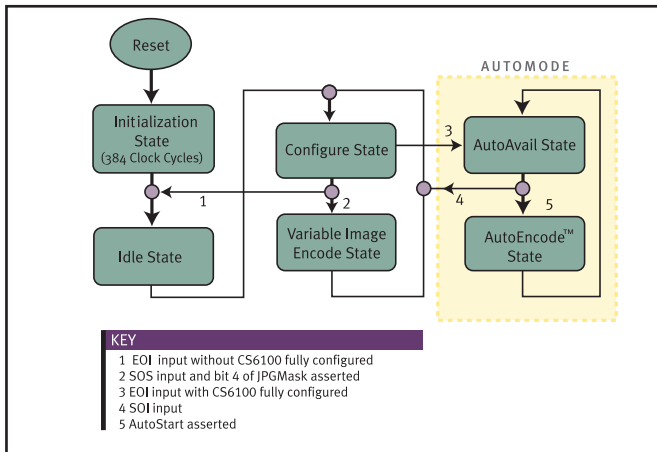 Reset
AUTOMODE
Initialization
State
(384 Clock Cycles)
Configure State
3
AutoAvail State
1
2
4
5
Idle State
Variable Image
Encode State
AutoEncode™
State
KEY
1 EOI input without CS6100 fully configured
2 SOS input and bit 4 of JPGMask asserted
3 EOI input with CS6100 fully configured
4 SOI input
5 AutoStart asserted